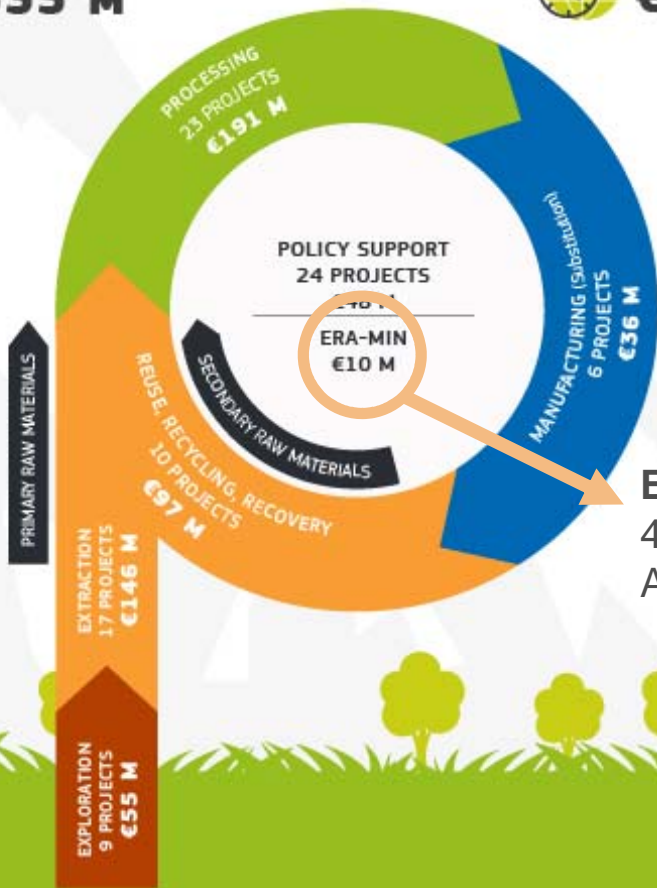 PROCESSING
23 PROJECTS
€191 M
POLICY SUPPORT
24 PROJECTS
ERA-MIN
€10 M
MANUFACTURING (Substitution)
6 PROJECTS
€36 M
SECONDARY RAW MATERIALS
REUSE, RECYCLING, RECOVERY
10 PROJECTS
€97 M
PRIMARY RAW MATERIALS
EXTRACTION
17 PROJECTS
€146 M
EXPLORATION
9 PROJECTS
€55 M